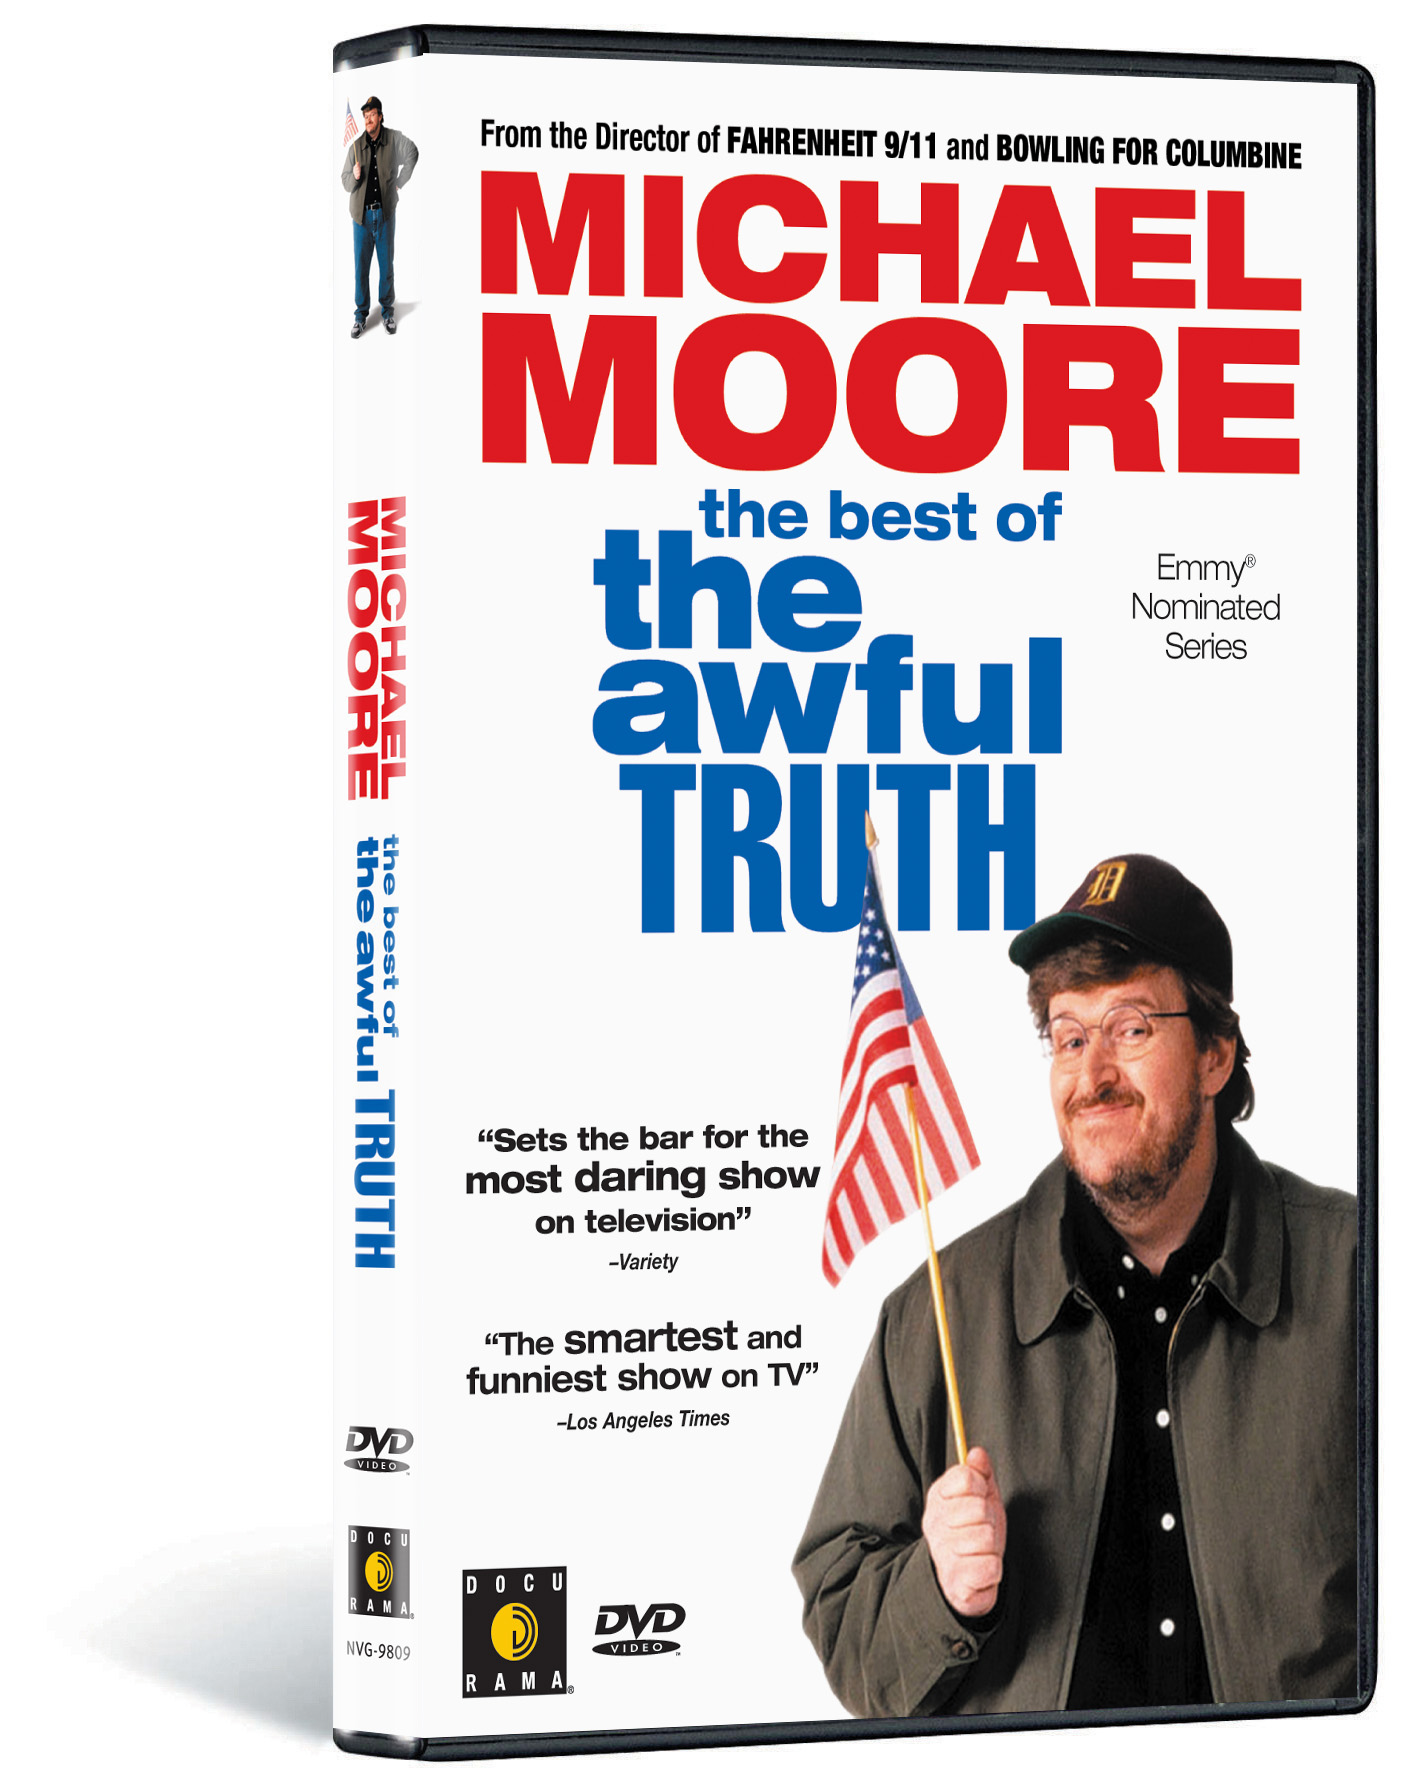 From the Director of FAHRENHEIT 9/11 and BOWLING FOR COLUMBINE
MICHAEL
MOORE
the best of
the
awful
TRUTH
Emmy®
Nominated
Series
D
“Sets the bar for the
most daring show
on television”
–Variety
“The smartest and
funniest show on TV”
–Los Angeles Times
DOCU
RAMA®
DVD
VIDEO™
MICHAEL
MOORE
the best of
the awful TRUTH
DVD
VIDEO™
DOCU
RAMA®
NVG-9809